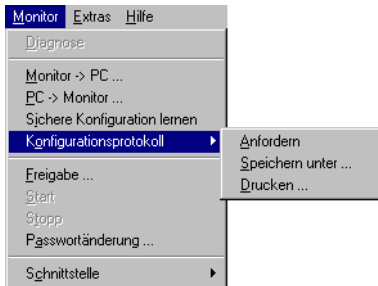 Monitor Extras Hilfe
Diagnose
Monitor -> PC ...
PC -> Monitor ...
Sichere Konfiguration lernen
Konfigurationsprotokoll
Anfordern
Speichern unter ...
Drucken ...
Freigabe ...
Start
Stopp
Passwortänderung ...
Schnittstelle